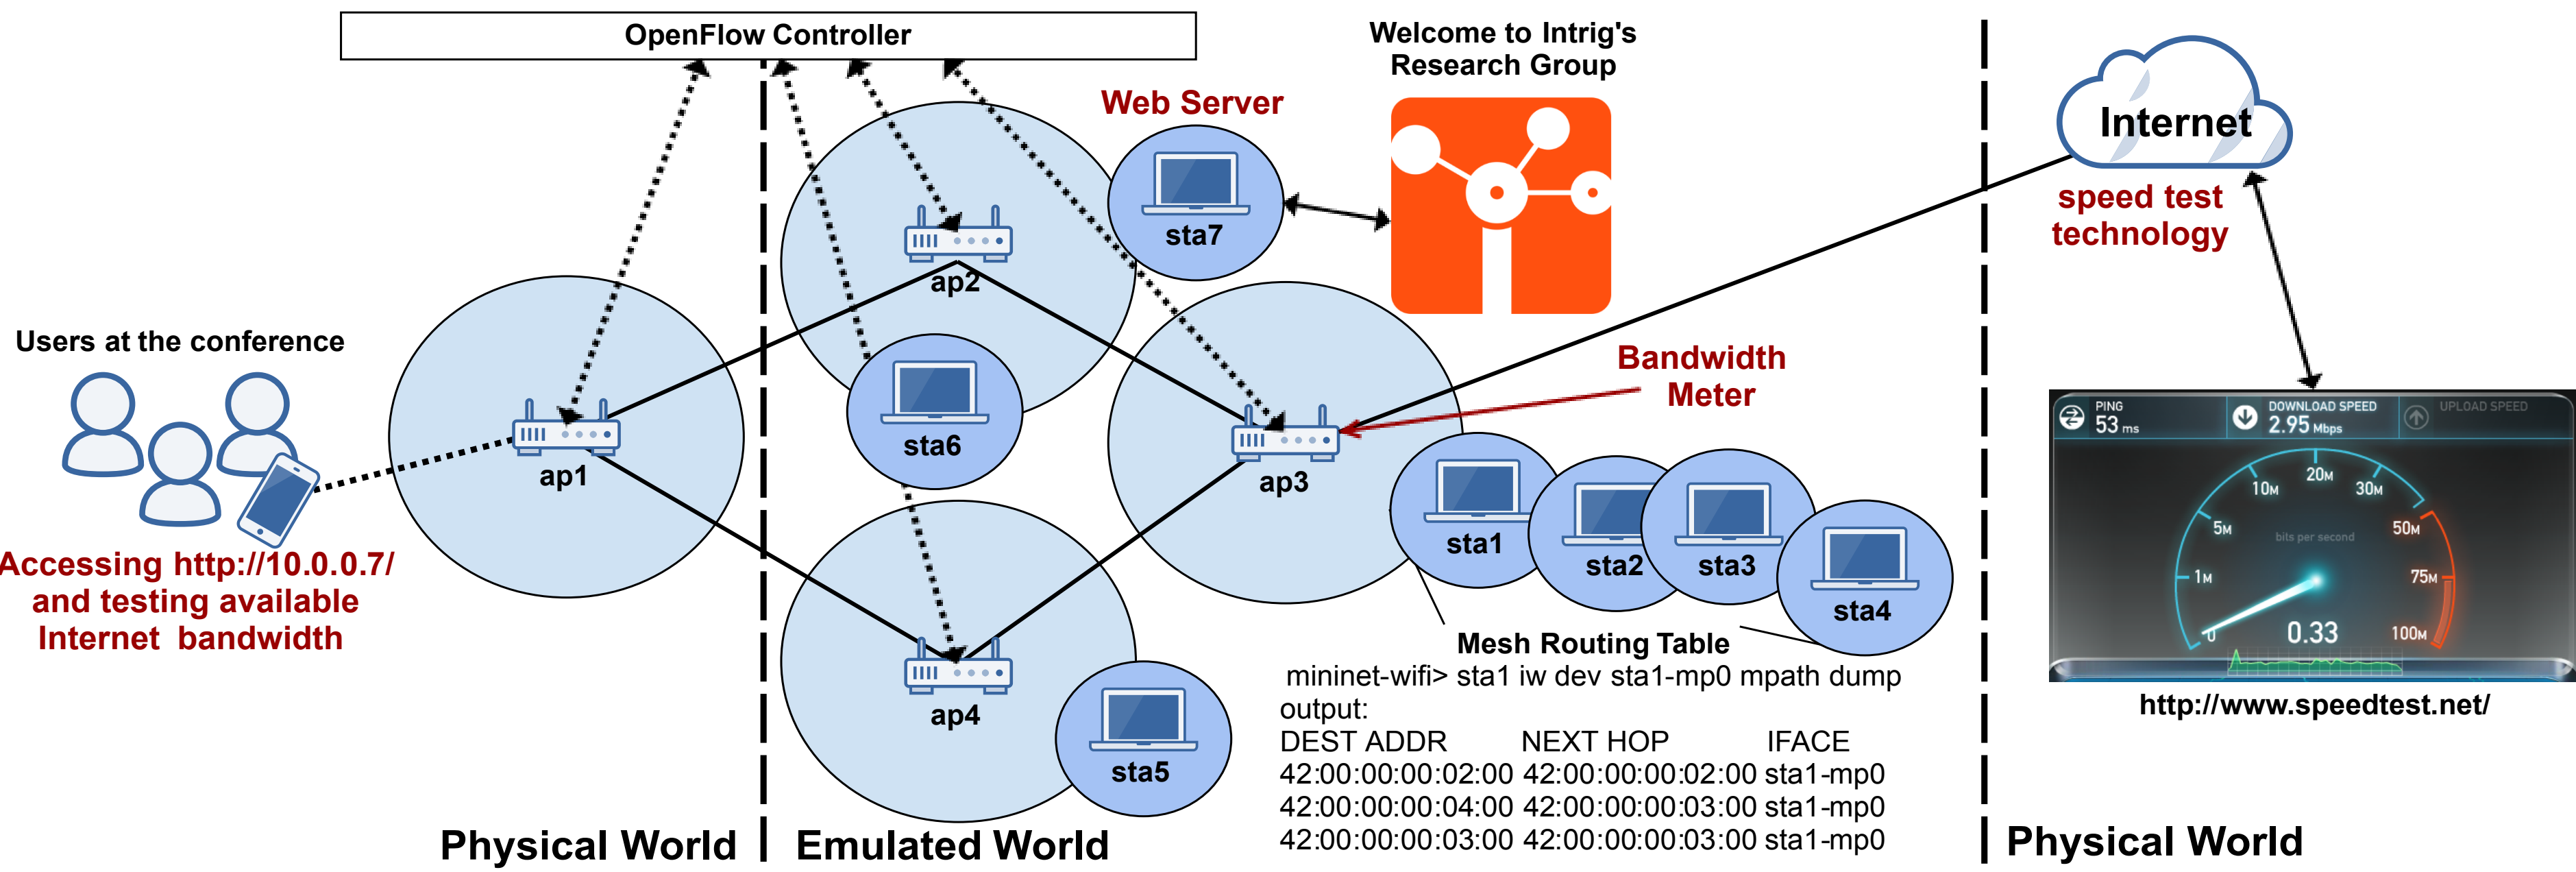 OpenFlow Controller
Welcome to Intrig's
Research Group
Web Server
Internet
speed test
technology
sta7
ap2
Users at the conference
Bandwidth
Meter
ap1
sta6
ap3
sta1
sta2
sta3
sta4
Accessing http://10.0.0.7/
and testing available
Internet bandwidth
ap4
sta5
Mesh Routing Table
mininet-wifi> sta1 iw dev sta1-mp0 mpath dump
output:
DEST ADDR NEXT HOP IFACE
42:00:00:00:02:00 42:00:00:00:02:00 sta1-mp0
42:00:00:00:04:00 42:00:00:00:03:00 sta1-mp0
42:00:00:00:03:00 42:00:00:00:03:00 sta1-mp0
PING
53 ms
DOWNLOAD SPEED
2.95 Mbps
UPLOAD SPEED
0
1M
5M
10M
20M
30M
50M
75M
100M
bits per second
0.33
http://www.speedtest.net/
Physical World
Emulated World
Physical World